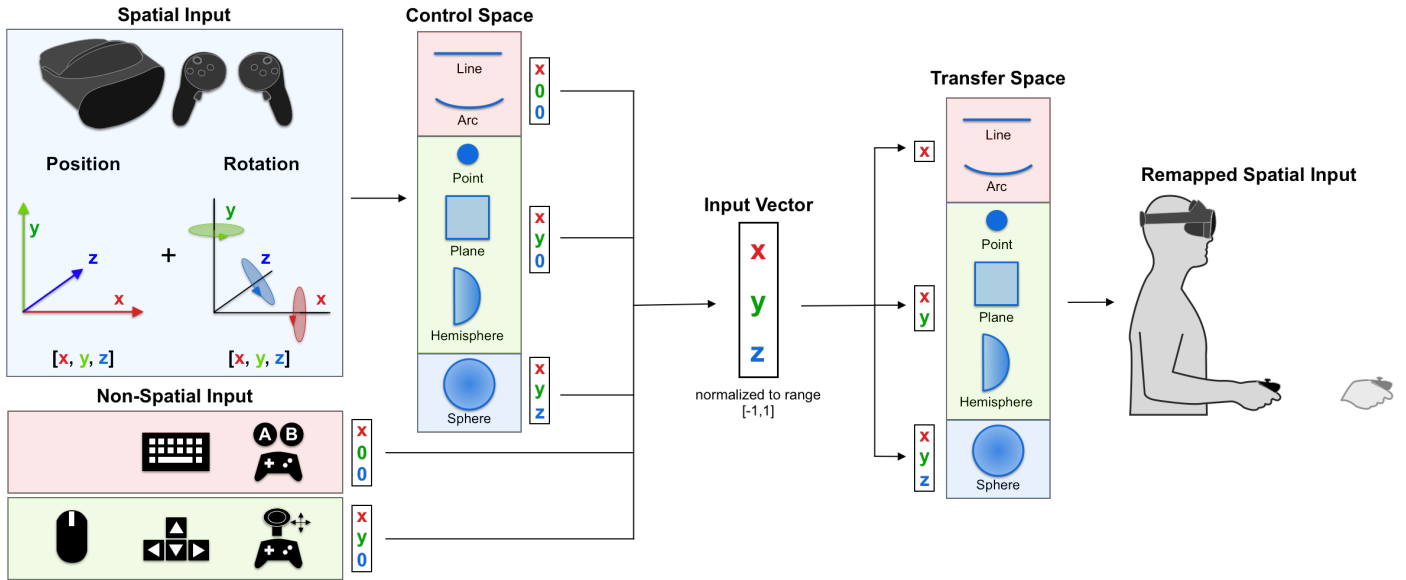 Spatial Input
Position
Rotation
y
z
x
+
y
z
x
[x, y, z]
[x, y, z]
Non-Spatial Input
A B
x
0
0
x
y
0
Control Space
Line
Arc
x
0
0
Point
Plane
Hemisphere
x
y
0
Sphere
x
y
z
Input Vector
x
y
z
normalized to range
[-1,1]
Transfer Space
x
Line
Arc
x
y
Point
Plane
Hemisphere
x
y
z
Sphere
Remapped Spatial Input